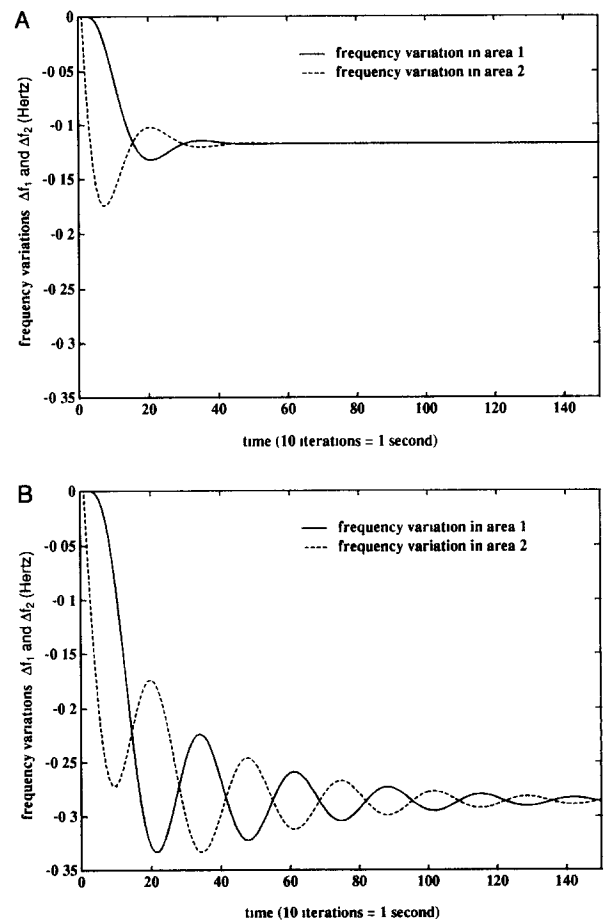 A
0
-0 05
-0 1
-0 15
-0 2
-0 25
-0 3
-0 35
frequency variations Δf1 and Δf2 (Hertz)
frequency variation in area 1
frequency variation in area 2
0 20 40 60 80 100 120 140
time (10 iterations = 1 second)
B
0
-0 05
-0 1
-0 15
-0 2
-0 25
-0 3
-0 35
frequency variations Δf1 and Δf2 (Hertz)
frequency variation in area 1
frequency variation in area 2
0 20 40 60 80 100 120 140
time (10 iterations = 1 second)